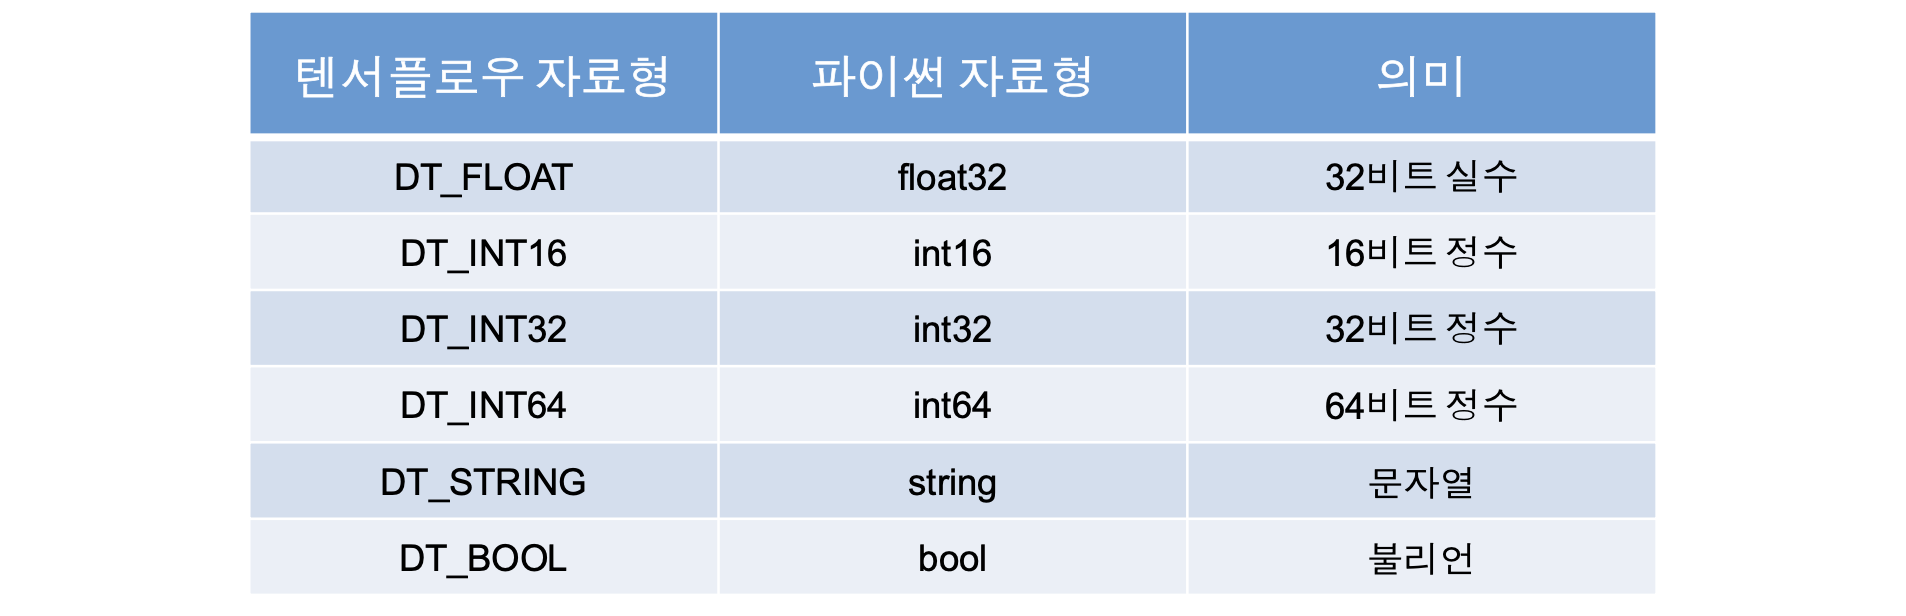 텐서플로우 자료형 파이썬 자료형 의미
DT_FLOAT float32 32비트 실수
DT_INT16 int16 16비트 정수
DT_INT32 int32 32비트 정수
DT_INT64 int64 64비트 정수
DT_STRING string 문자열
DT_BOOL bool 불리언